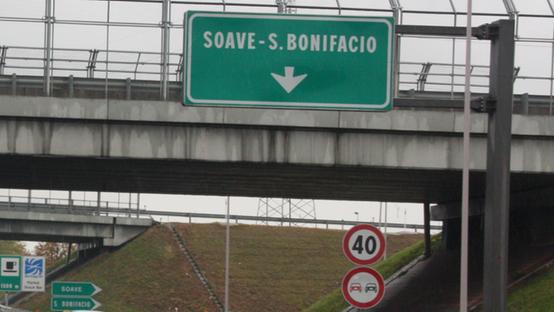 SOAVE - S. BONIFACIO
40
SOAVE
S. BONIFACIO